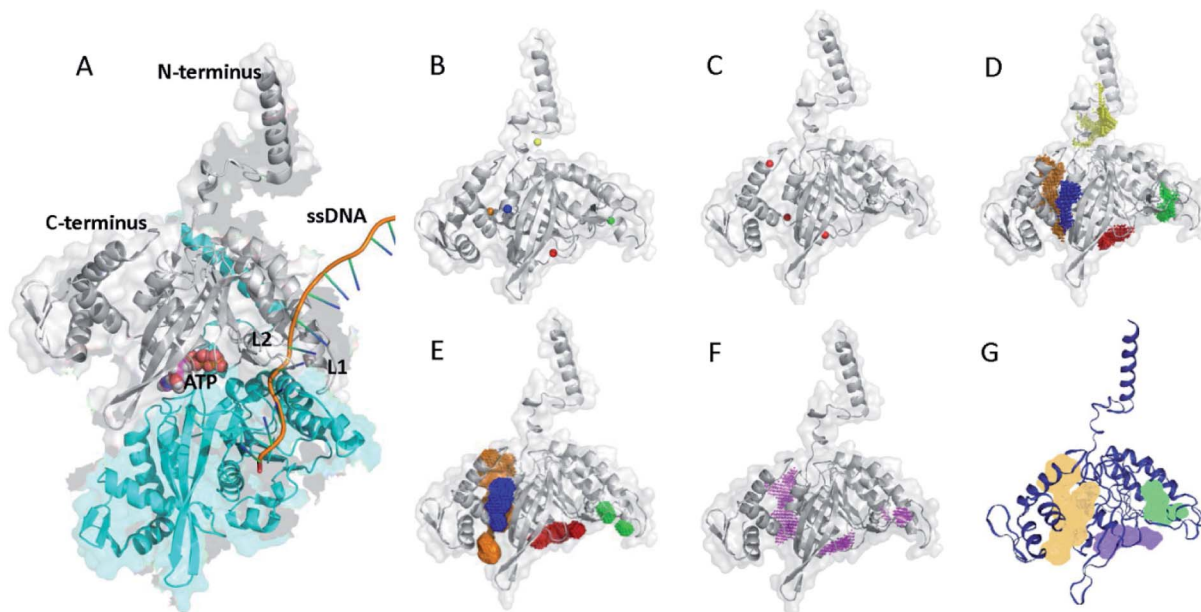 A
N-terminus
C-terminus
ssDNA
L2
L1
ATP
B
C
D
E
F
G